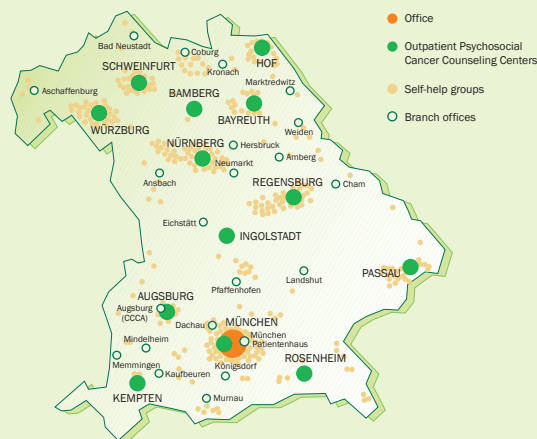 Office
Outpatient Psychosocial
Cancer Counseling Centers
Self-help groups
Branch offices
Bad Neustadt
Coburg
HOF
Kronach
SCHWEINFURT
Marktredwitz
Aschaffenburg
BAMBERG
BAYREUTH
WÜRZBURG
Weiden
NÜRNBERG
Hersbruck
Neumarkt
Amberg
Ansbach
REGENSBURG
Cham
Eichstätt
INGOLSTADT
PASSAU
Landshut
Pfaffenhofen
AUGSBURG
Augsburg
(CCCA)
Dachau
MÜNCHEN
München
Patientenhaus
Mindelheim
ROSENHEIM
Memmingen
Königsdorf
Kaufbeuren
KEMPTEN
Murnau